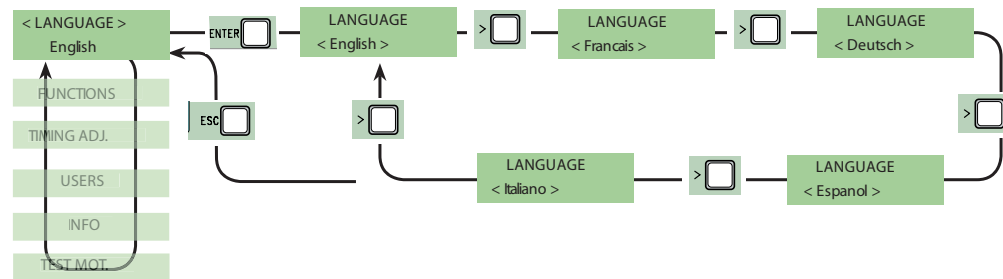 < LANGUAGE >
English
ENTER
LANGUAGE
< English >
>
LANGUAGE
< Francais >
>
LANGUAGE
< Deutsch >
>
LANGUAGE
< Espanol >
>
LANGUAGE
< Italiano >
>
ESC
FUNCTIONS
TIMING ADJ.
USERS
INFO
TEST MOT.